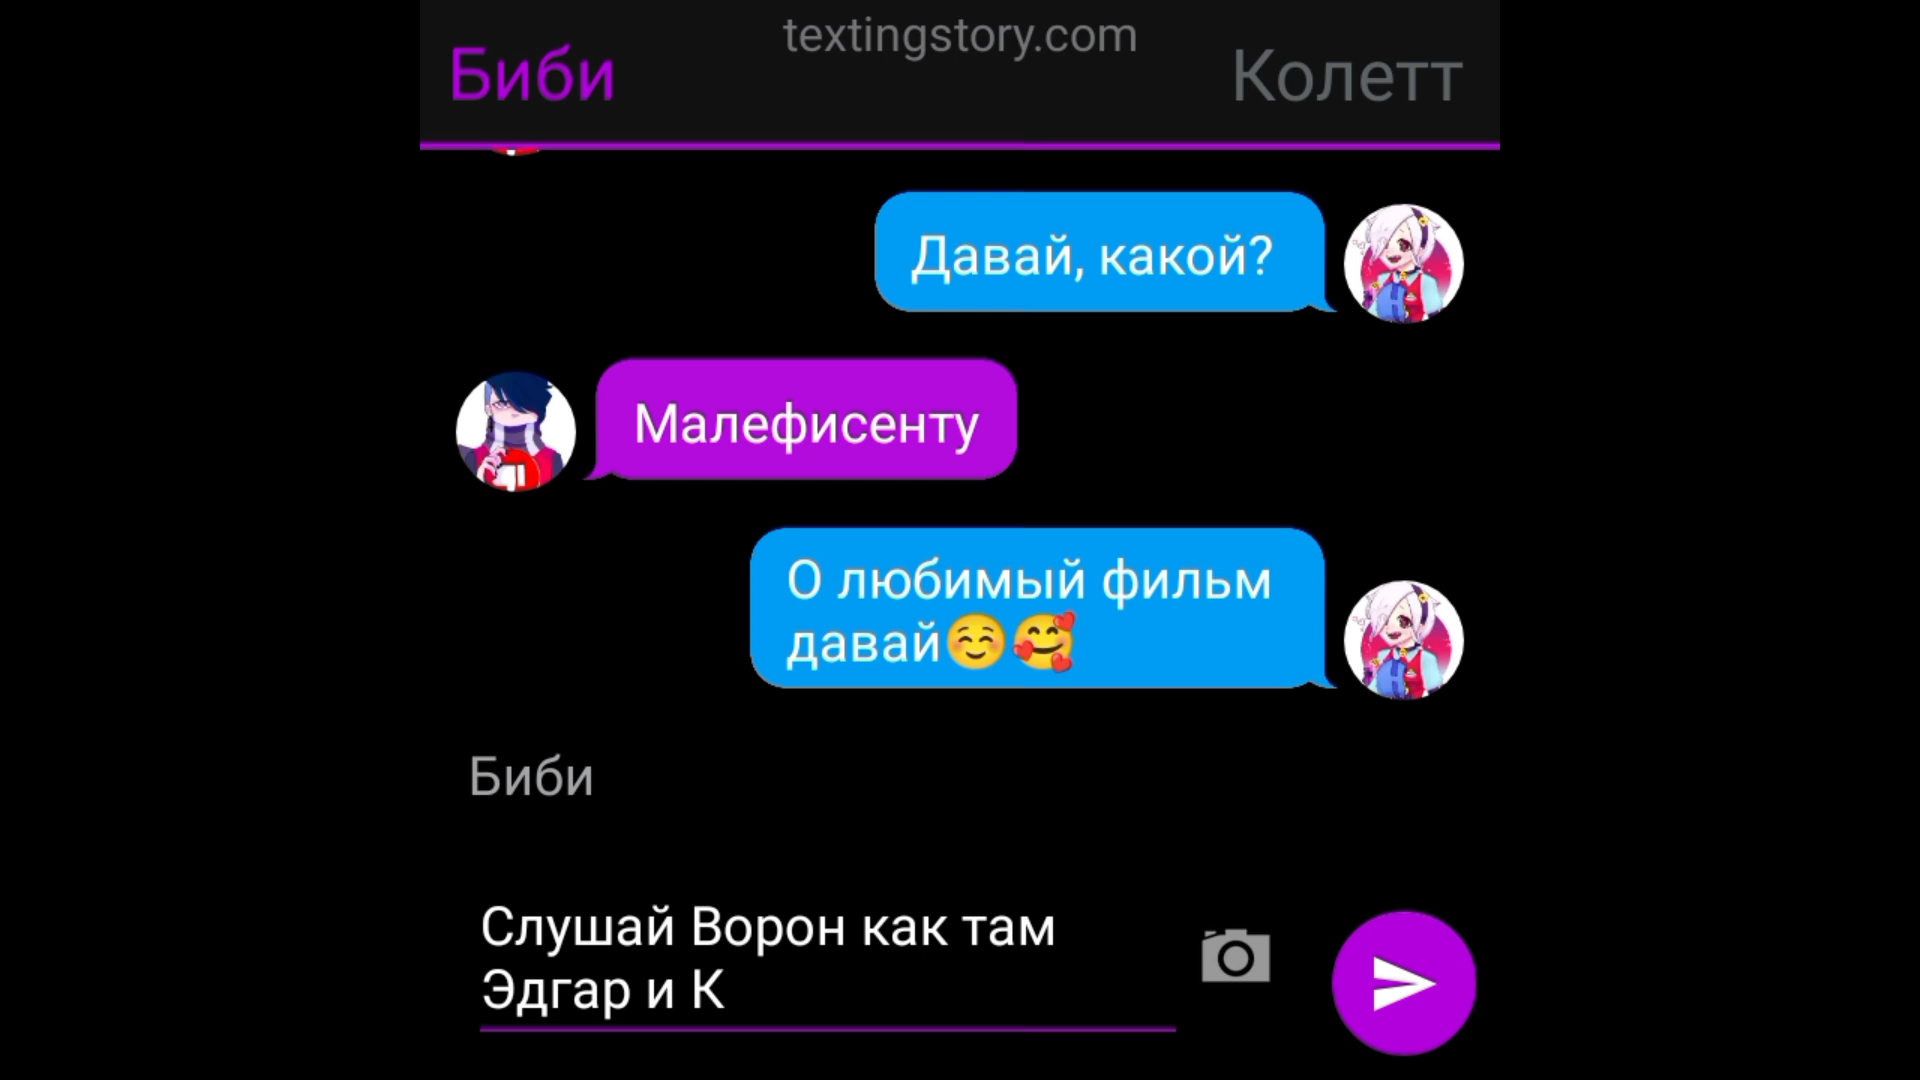 textingstory.com
Биби
Колетт
Давай, какой?
Малефисенту
О любимый фильм
давай☺️🥰
Биби
Слушай Ворон как там
Эдгар и К